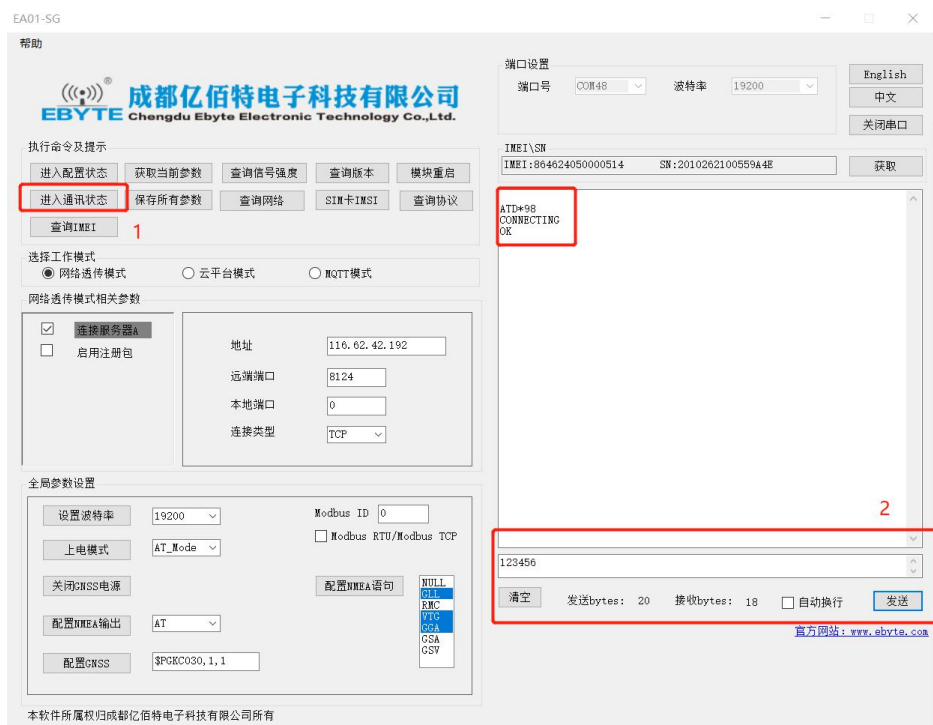 EA01-SG
帮助
成都亿佰特电子科技有限公司
EBYTE Chengdu Ebyte Electronic Technology Co.,Ltd.
®
端口设置
端口号 COM48 波特率 19200
English
中文
关闭串口
执行命令及提示
进入配置状态 获取当前参数 查询信号强度 查询版本 模块重启
进入通讯状态 保存所有参数 查询网络 SIM卡IMSI 查询协议
查询IMEI 1
IMEI\SN
IMEI:864624050000514 SN:2010262100559A4E 获取
ATD*98
CONNECTING
OK
选择工作模式
网络透传模式 云平台模式 MQTT模式
网络透传模式相关参数
连接服务器A
启用注册包
地址 116.62.42.192
远端端口 8124
本地端口 0
连接类型 TCP
全局参数设置
设置波特率 19200 Modbus ID 0
上电模式 AT_Mode Modbus RTU/Modbus TCP
关闭GNSS电源 配置NMEA语句
NULL
GLL
RMC
VTG
GGA
GSA
GSV
配置NMEA输出 AT
配置GNSS $PGKC030,1,1
2
123456
清空 发送bytes: 20 接收bytes: 18 自动换行 发送
官方网站:www.ebyte.com
本软件所属权归成都亿佰特电子科技有限公司所有